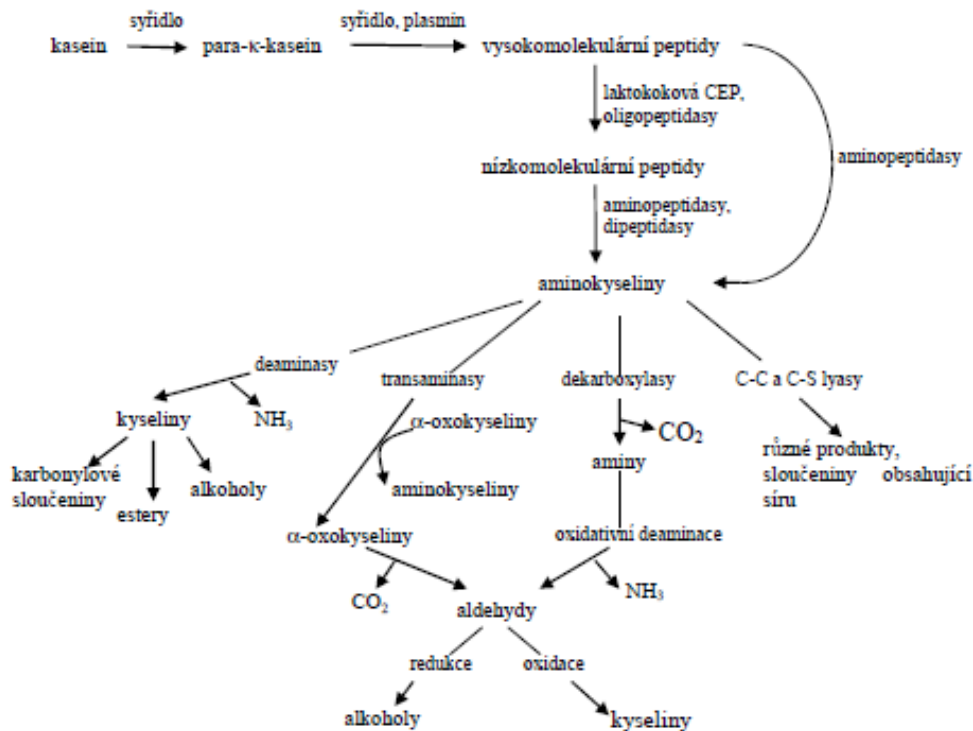 syřidlo
syřidlo, plasmin
kasein
para-κ-kasein
vysokomolekulární peptidy
laktokoková CEP,
oligopeptidasy
aminopeptidasy
nízkomolekulární peptidy
aminopeptidasy,
dipeptidasy
aminokyseliny
deaminasy
transaminasy
dekarboxylasy
C-C a C-S lyasy
kyseliny
NH₃
α-oxokyseliny
CO₂
různé produkty,
sloučeniny obsahující
síru
karbonylové
sloučeniny
estery
alkoholy
aminokyseliny
aminy
α-oxokyseliny
oxidativní deaminace
CO₂
aldehydy
NH₃
redukce
oxidace
alkoholy
kyseliny